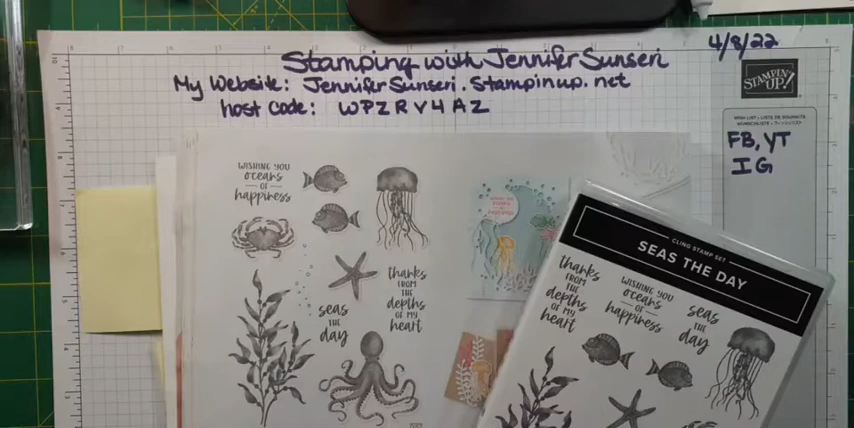 4/8/22
Stamping with Jennifer Sunseri
My Website: JenniferSunseri.Stampinup.net
host code: WPZRV4AZ
STAMPIN' UP!
FB, YT
IG
WISHING YOU
oceans
OF
happiness
thanks
FROM
THE
depths
OF MY
heart
seas
THE
day
CLING STAMP SET
SEAS THE DAY
thanks
FROM
THE
depths
OF MY
heart
WISHING YOU
oceans
OF
happiness
seas
THE
day